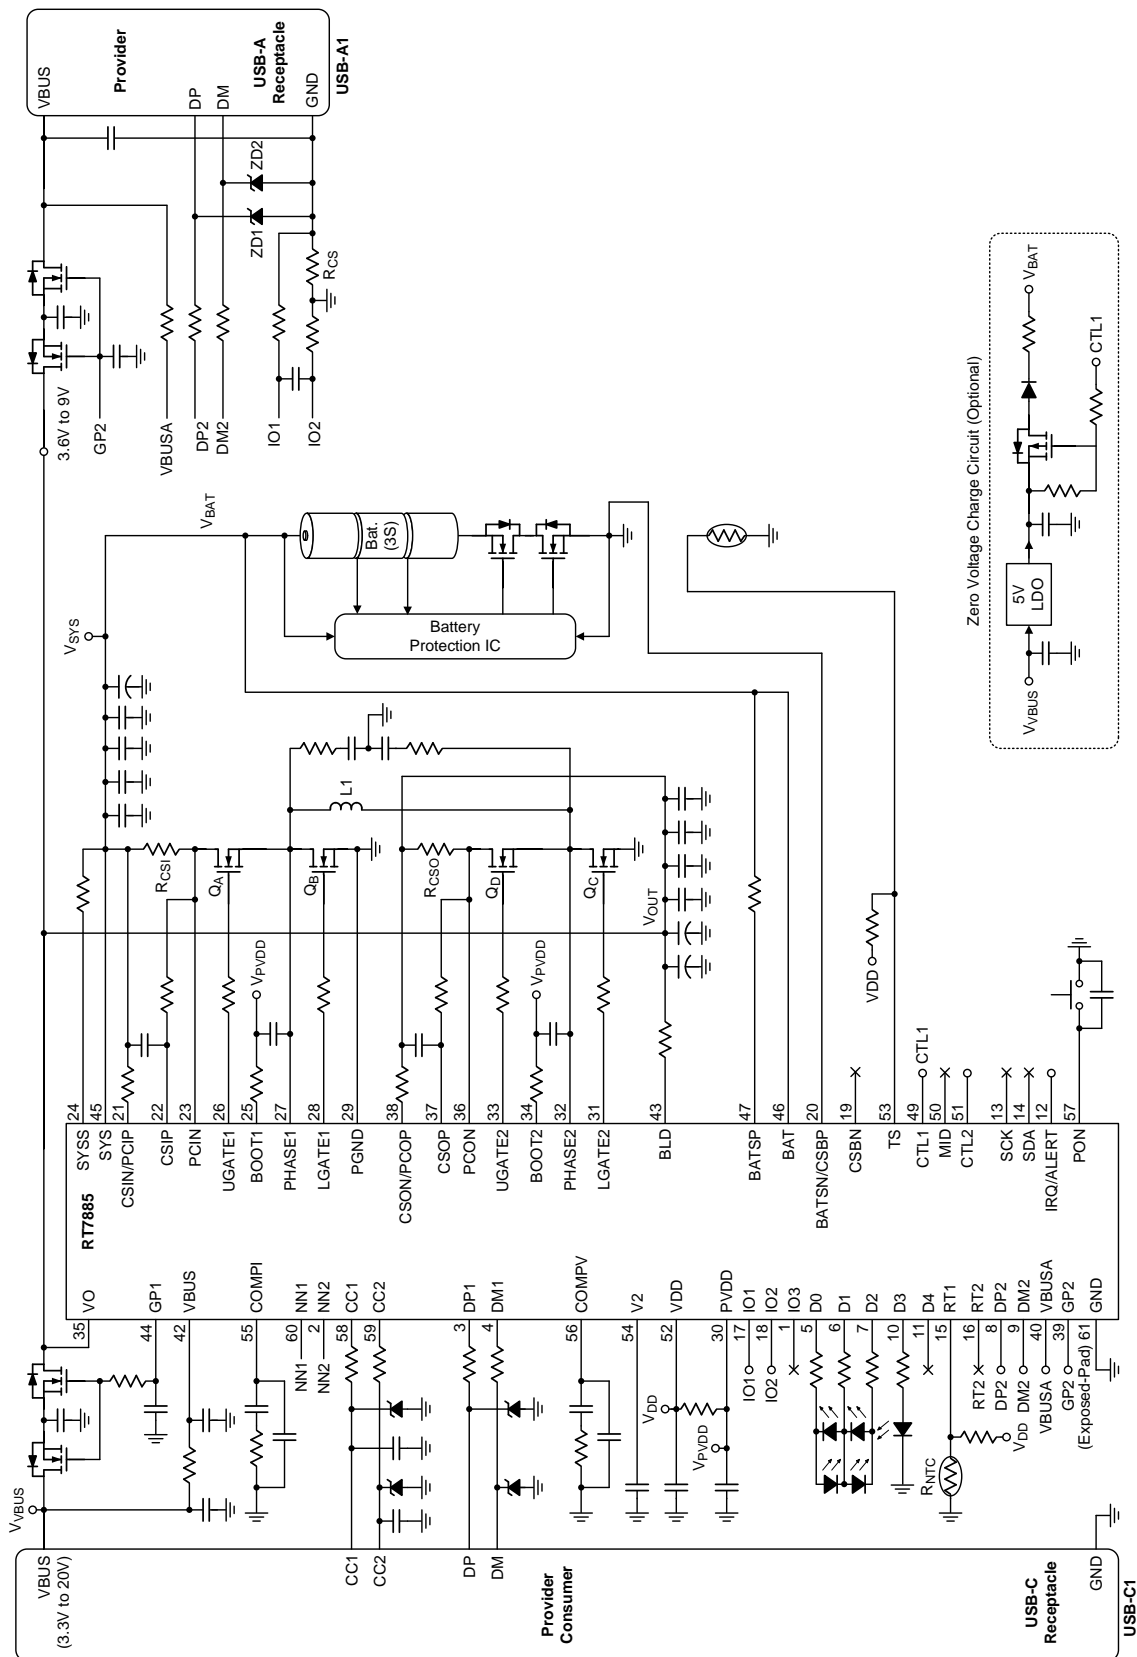 USB-C1
USB-C
Receptacle
Provider
Consumer
VBUS
(3.3V to 20V)
CC1
CC2
DP
DM
GND
VVBUS
VO
35
GP1
44
VBUS
42
COMPI
55
NN1
60
NN1
NN2
2
NN2
CC1
58
CC2
59
DP1
3
DM1
4
COMPV
56
V2
54
VDD
52
VDD
PVDD
30
VPVDD
IO1
17
IO1
IO2
18
IO2
IO3
1
D0
5
D1
6
D2
7
D3
10
D4
11
RT1
15
RNTC
VDD
RT2
16
RT2
DP2
8
DP2
DM2
9
DM2
VBUSA
40
VBUSA
GP2
39
GP2
GND
61
(Exposed-Pad)
RT7885
SYSS
24
SYS
45
CSIN/PCIP
21
CSIP
22
PCIN
23
UGATE1
26
BOOT1
25
PHASE1
27
LGATE1
28
PGND
29
CSON/PCOP
38
CSOP
37
PCON
36
UGATE2
33
BOOT2
34
PHASE2
32
LGATE2
31
BLD
43
BATSP
47
BAT
46
BATSN/CSBP
20
CSBN
19
TS
53
CTL1
49
CTL1
MID
50
CTL2
51
SCK
13
SDA
14
IRQ/ALERT
12
PON
57
VPVDD
VPVDD
RCSI
QA
QB
RCSO
QD
QC
L1
VOUT
VDD
VSYS
VBAT
Bat.
(3S)
Battery
Protection IC
3.6V to 9V
GP2
VBUSA
DP2
DM2
IO1
IO2
RCS
ZD1
ZD2
VBUS
Provider
DP
DM
USB-A
Receptacle
GND
USB-A1
Zero Voltage Charge Circuit (Optional)
VVBUS
5V
LDO
CTL1
VBAT